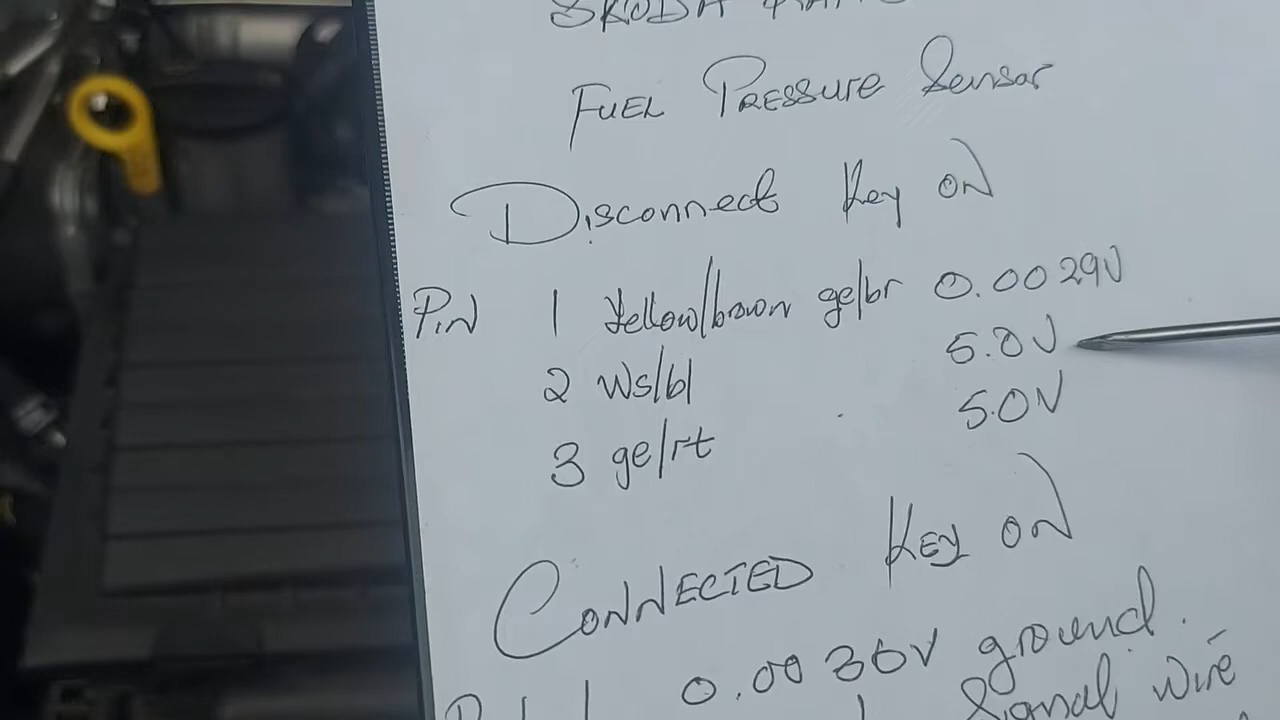 SKODA
FUEL PRESSURE Sensor
Disconnect Key ON
PiN 1 Yellow/brown ge/br 0.0029V
2 ws/bl 5.0V
3 ge/rt 5.0V
CONNECTED KEY ON
0.0036V ground.
Signal wire